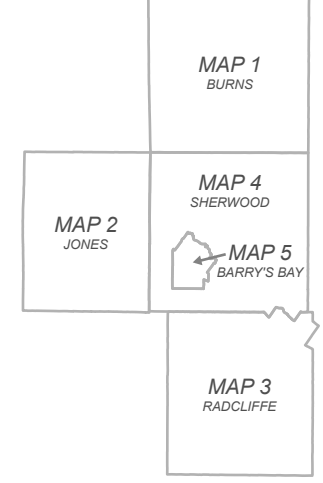 MAP 1
BURNS
MAP 4
SHERWOOD
MAP 2
JONES
MAP 5
BARRY'S BAY
MAP 3
RADCLIFFE